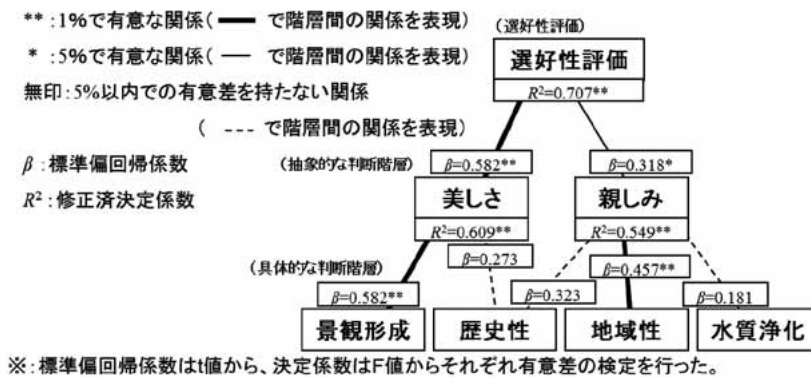 ** :1%で有意な関係(━ で階層間の関係を表現)
* :5%で有意な関係(― で階層間の関係を表現)
無印:5%以内での有意差を持たない関係
( --- で階層間の関係を表現)
β:標準偏回帰係数
R²:修正済決定係数
(選好性評価)
選好性評価
R²=0.707**
(抽象的な判断階層)
β=0.582**
β=0.318*
美しさ
親しみ
R²=0.609**
R²=0.549**
(具体的な判断階層)
β=0.273
β=0.457**
β=0.582**
β=0.323
β=0.181
景観形成
歴史性
地域性
水質浄化
※:標準偏回帰係数はt値から、決定係数はF値からそれぞれ有意差の検定を行った。